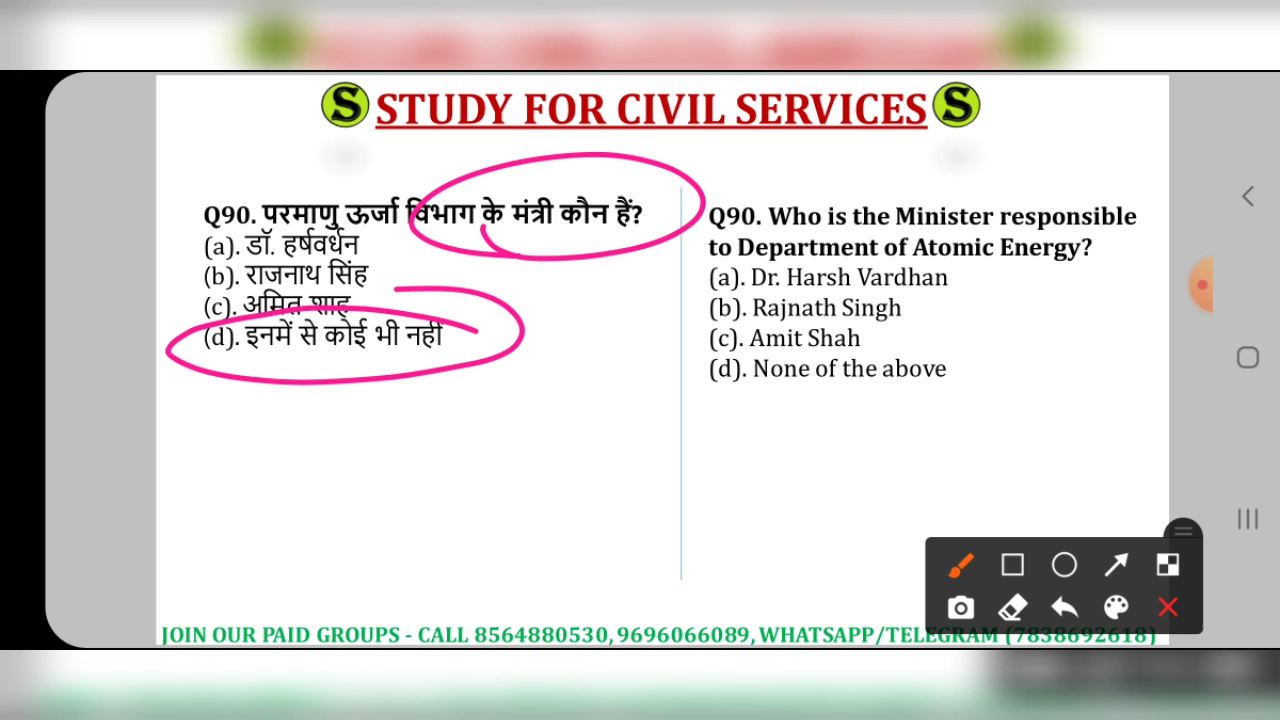 S STUDY FOR CIVIL SERVICES S
Q90. परमाणु ऊर्जा विभाग के मंत्री कौन हैं?
(a). डॉ. हर्षवर्धन
(b). राजनाथ सिंह
(c). अमित शाह
(d). इनमें से कोई भी नहीं
Q90. Who is the Minister responsible
to Department of Atomic Energy?
(a). Dr. Harsh Vardhan
(b). Rajnath Singh
(c). Amit Shah
(d). None of the above
JOIN OUR PAID GROUPS - CALL 8564880530, 9696066089, WHATSAPP/TELEGRAM (7838692618)